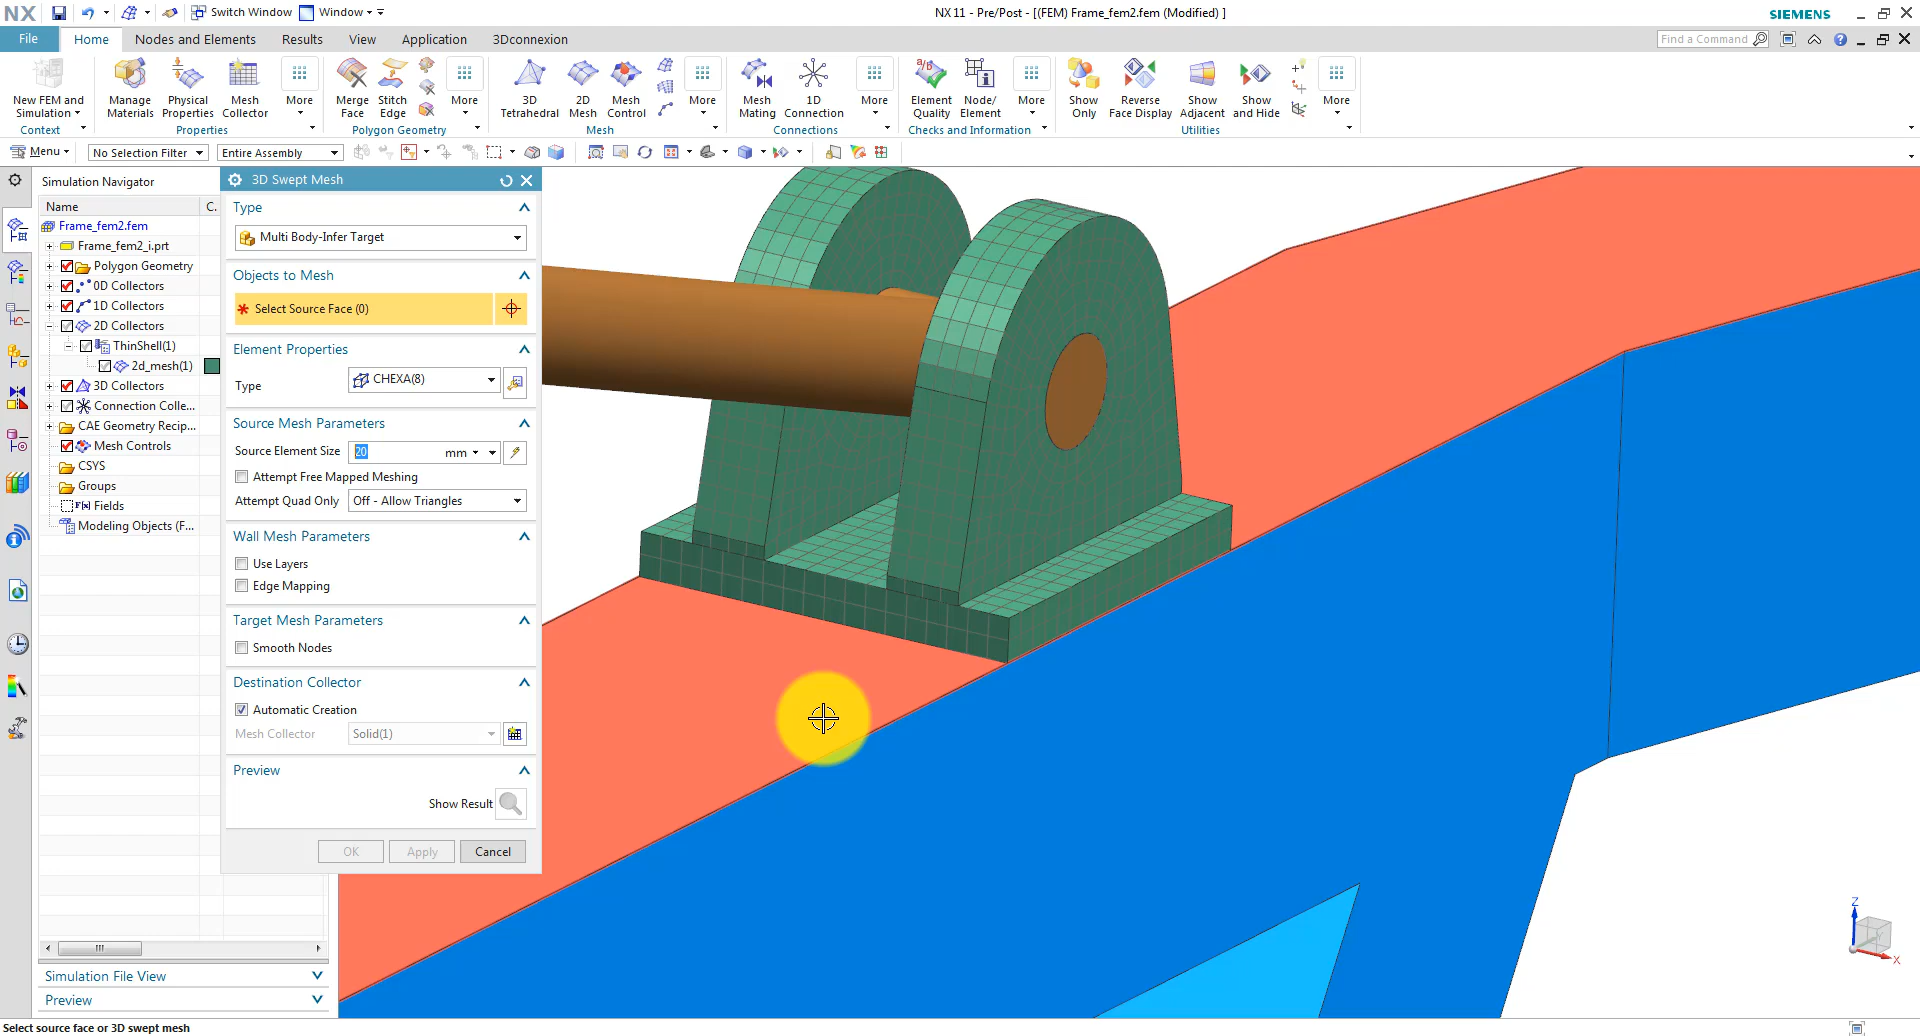 NX
Switch Window
Window
NX 11 - Pre/Post - [(FEM) Frame_fem2.fem (Modified) ]
SIEMENS
File
Home
Nodes and Elements
Results
View
Application
3Dconnexion
Find a Command
New FEM and
Simulation
Manage
Materials
Physical
Properties
Mesh
Collector
More
Merge
Face
Stitch
Edge
More
3D
Tetrahedral
2D
Mesh
Mesh
Control
More
Mesh
Mating
1D
Connection
More
Element
Quality
Node/
Element
More
Show
Only
Reverse
Face Display
Show
Adjacent
Show
and Hide
More
Context
Properties
Polygon Geometry
Mesh
Connections
Checks and Information
Utilities
Menu
No Selection Filter
Entire Assembly
Simulation Navigator
Name
C.
Frame_fem2.fem
Frame_fem2_i.prt
Polygon Geometry
0D Collectors
1D Collectors
2D Collectors
ThinShell(1)
2d_mesh(1)
3D Collectors
Connection Colle...
CAE Geometry Recip...
Mesh Controls
CSYS
Groups
Fields
Modeling Objects (F...
Simulation File View
Preview
3D Swept Mesh
Type
Multi Body-Infer Target
Objects to Mesh
* Select Source Face (0)
Element Properties
Type
CHEXA(8)
Source Mesh Parameters
Source Element Size
20
mm
Attempt Free Mapped Meshing
Attempt Quad Only
Off - Allow Triangles
Wall Mesh Parameters
Use Layers
Edge Mapping
Target Mesh Parameters
Smooth Nodes
Destination Collector
Automatic Creation
Mesh Collector
Solid(1)
Preview
Show Result
OK
Apply
Cancel
Z
X
Select source face or 3D swept mesh